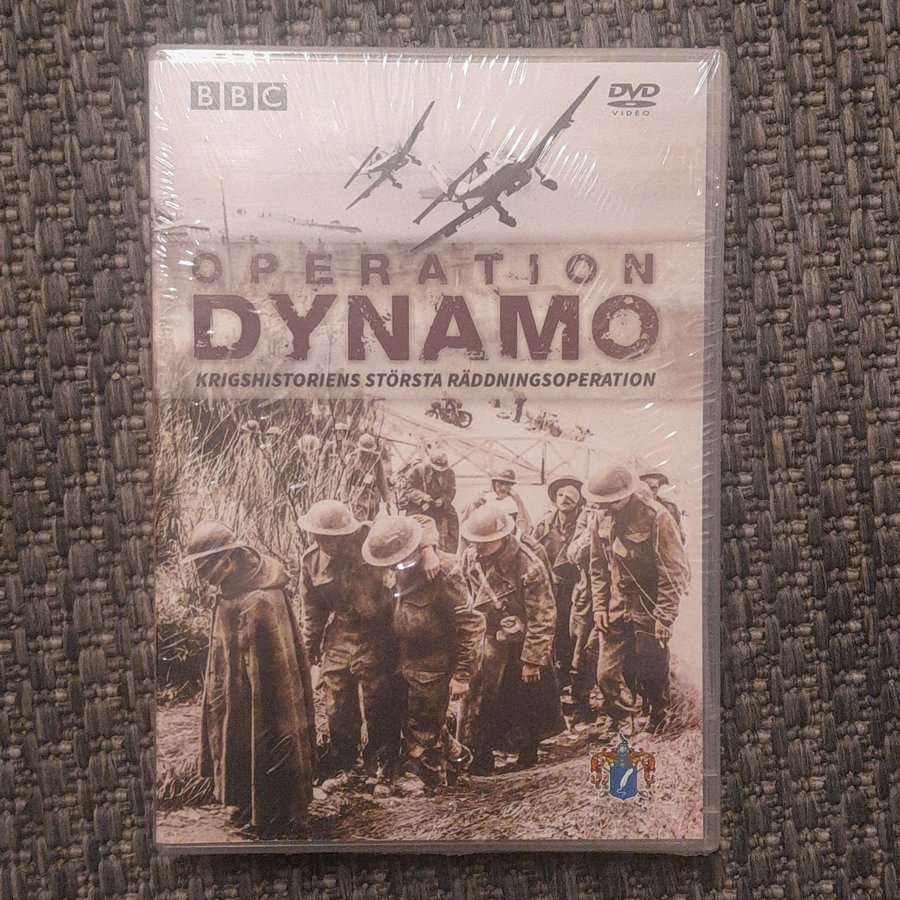 BBC
DVD
VIDEO
OPERATION
DYNAMO
KRIGSHISTORIENS STÖRSTA RÄDDNINGSOPERATION